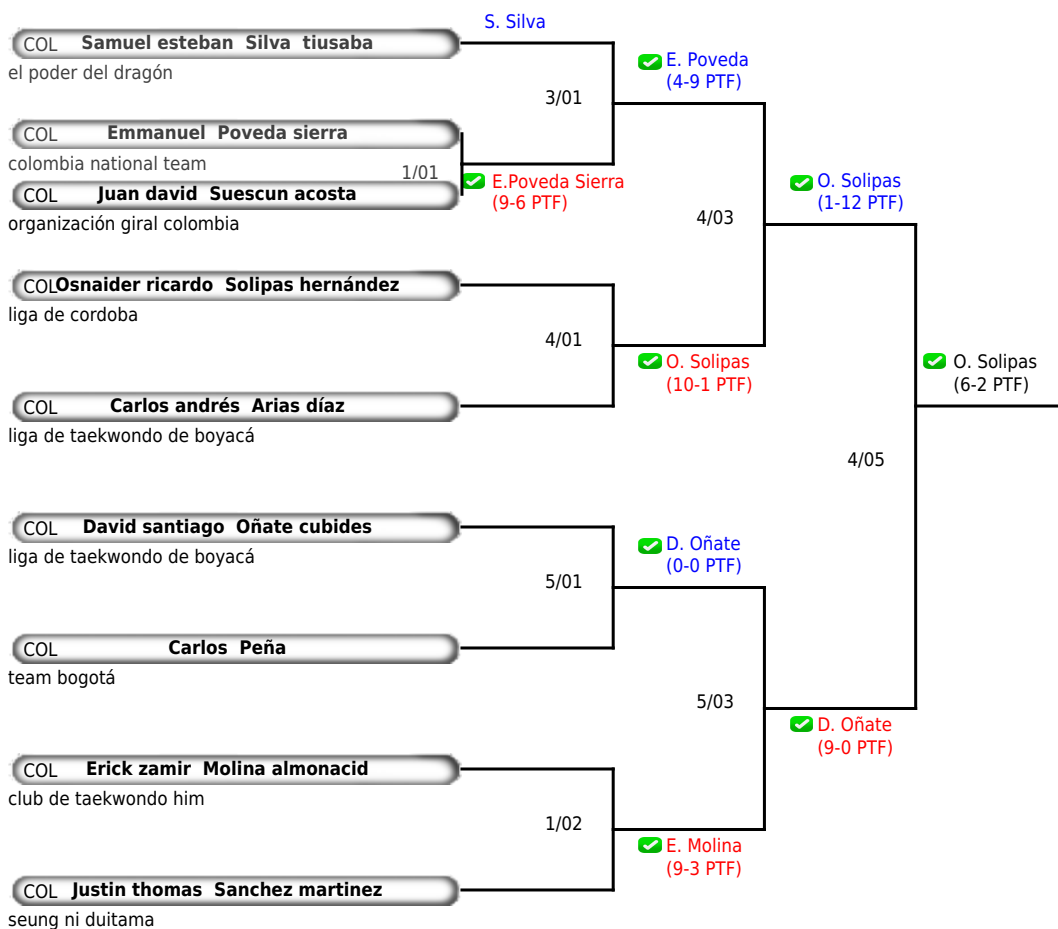 S. Silva
COL Samuel esteban Silva tiusaba
el poder del dragón
E. Poveda
(4-9 PTF)
3/01
COL Emmanuel Poveda sierra
colombia national team
1/01
E.Poveda Sierra
(9-6 PTF)
COL Juan david Suescun acosta
organización giral colombia
O. Solipas
(1-12 PTF)
4/03
COL Osnaider ricardo Solipas hernández
liga de cordoba
4/01
O. Solipas
(10-1 PTF)
O. Solipas
(6-2 PTF)
COL Carlos andrés Arias díaz
liga de taekwondo de boyacá
4/05
COL David santiago Oñate cubides
liga de taekwondo de boyacá
D. Oñate
(0-0 PTF)
5/01
COL Carlos Peña
team bogotá
5/03
D. Oñate
(9-0 PTF)
COL Erick zamir Molina almonacid
club de taekwondo him
1/02
E. Molina
(9-3 PTF)
COL Justin thomas Sanchez martinez
seung ni duitama